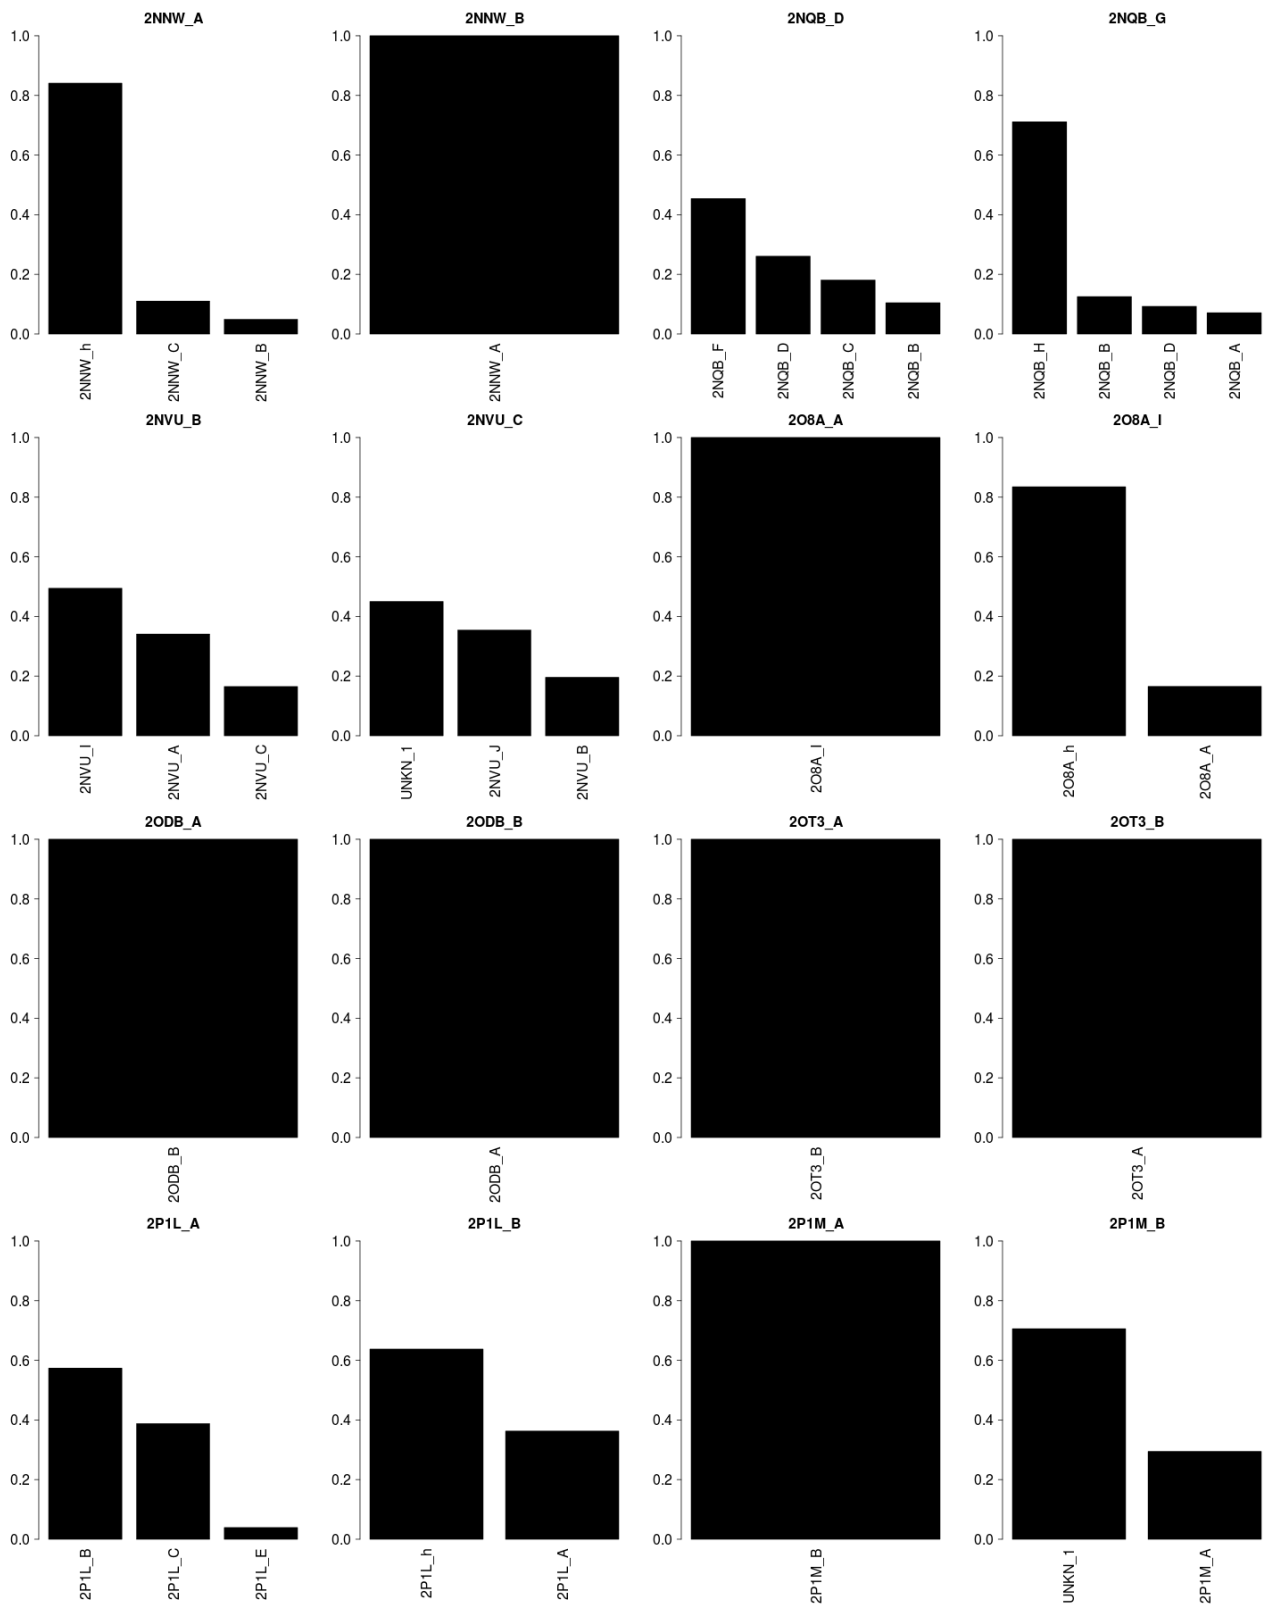 2NNW_A
1.0
0.8
0.6
0.4
0.2
0.0
2NNW_h
2NNW_C
2NNW_B
2NNW_B
1.0
0.8
0.6
0.4
0.2
0.0
2NNW_A
2NQB_D
1.0
0.8
0.6
0.4
0.2
0.0
2NQB_F
2NQB_D
2NQB_C
2NQB_B
2NQB_G
1.0
0.8
0.6
0.4
0.2
0.0
2NQB_H
2NQB_B
2NQB_D
2NQB_A
2NVU_B
1.0
0.8
0.6
0.4
0.2
0.0
2NVU_I
2NVU_A
2NVU_C
2NVU_C
1.0
0.8
0.6
0.4
0.2
0.0
UNKN_1
2NVU_J
2NVU_B
2O8A_A
1.0
0.8
0.6
0.4
0.2
0.0
2O8A_I
2O8A_I
1.0
0.8
0.6
0.4
0.2
0.0
2O8A_h
2O8A_A
2ODB_A
1.0
0.8
0.6
0.4
0.2
0.0
2ODB_B
2ODB_B
1.0
0.8
0.6
0.4
0.2
0.0
2ODB_A
2OT3_A
1.0
0.8
0.6
0.4
0.2
0.0
2OT3_B
2OT3_B
1.0
0.8
0.6
0.4
0.2
0.0
2OT3_A
2P1L_A
1.0
0.8
0.6
0.4
0.2
0.0
2P1L_B
2P1L_C
2P1L_E
2P1L_B
1.0
0.8
0.6
0.4
0.2
0.0
2P1L_h
2P1L_A
2P1M_A
1.0
0.8
0.6
0.4
0.2
0.0
2P1M_B
2P1M_B
1.0
0.8
0.6
0.4
0.2
0.0
UNKN_1
2P1M_A